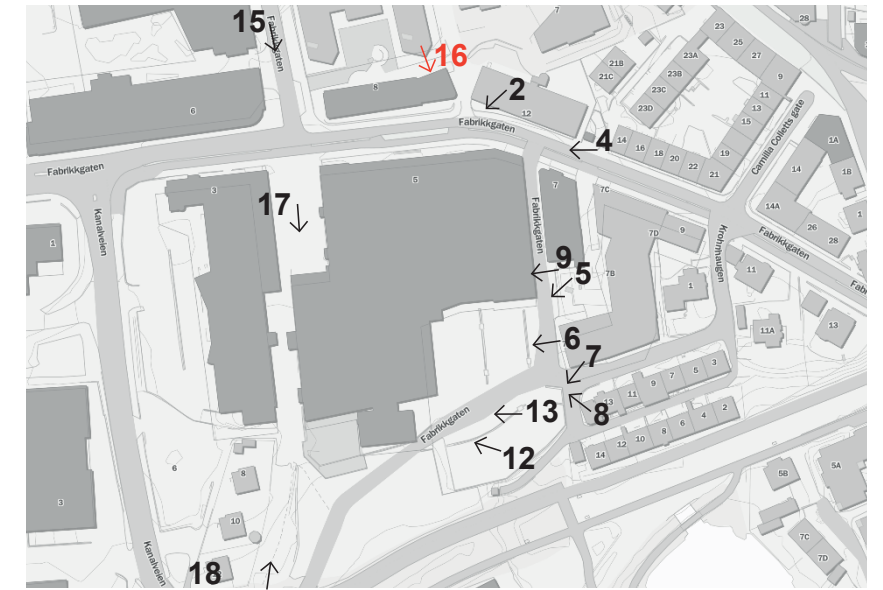 15
Fabrikkgaten
7
23
28
25
23A
27
21B
21C
23B
9
16
8
23C
11
2
23D
13
6
12
15
Fabrikkgaten
Camilla Colletts gate
1A
4
14
16
18
20
22
21
19
14
1B
Fabrikkgaten
3
5
7
7C
17
Kanalveien
Fabrikkgaten
14A
1
9
7D
26
28
1
Krohnhaugen
Fabrikkgaten
9
7B
5
1
11
Fab
11A
13
6
7
3
5
7
9
11
13
13
8
Fabrikkgaten
2
4
6
8
10
12
14
12
6
8
5B
5A
3
10
7C
7D
Kanalveien
18